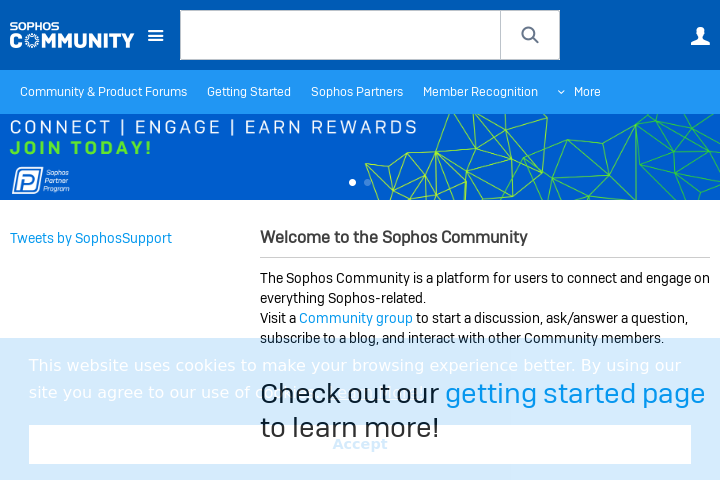 SOPHOS
COMMUNITY
Community & Product Forums Getting Started Sophos Partners Member Recognition More
CONNECT | ENGAGE | EARN REWARDS
JOIN TODAY!
Sophos
Partner
Program
Tweets by SophosSupport
Welcome to the Sophos Community
The Sophos Community is a platform for users to connect and engage on
everything Sophos-related.
Visit a Community group to start a discussion, ask/answer a question,
subscribe to a blog, and interact with other Community members.
This website uses cookies to make your browsing experience better. By using our
site you agree to our use of
Check out our getting started page
to learn more!
Accept